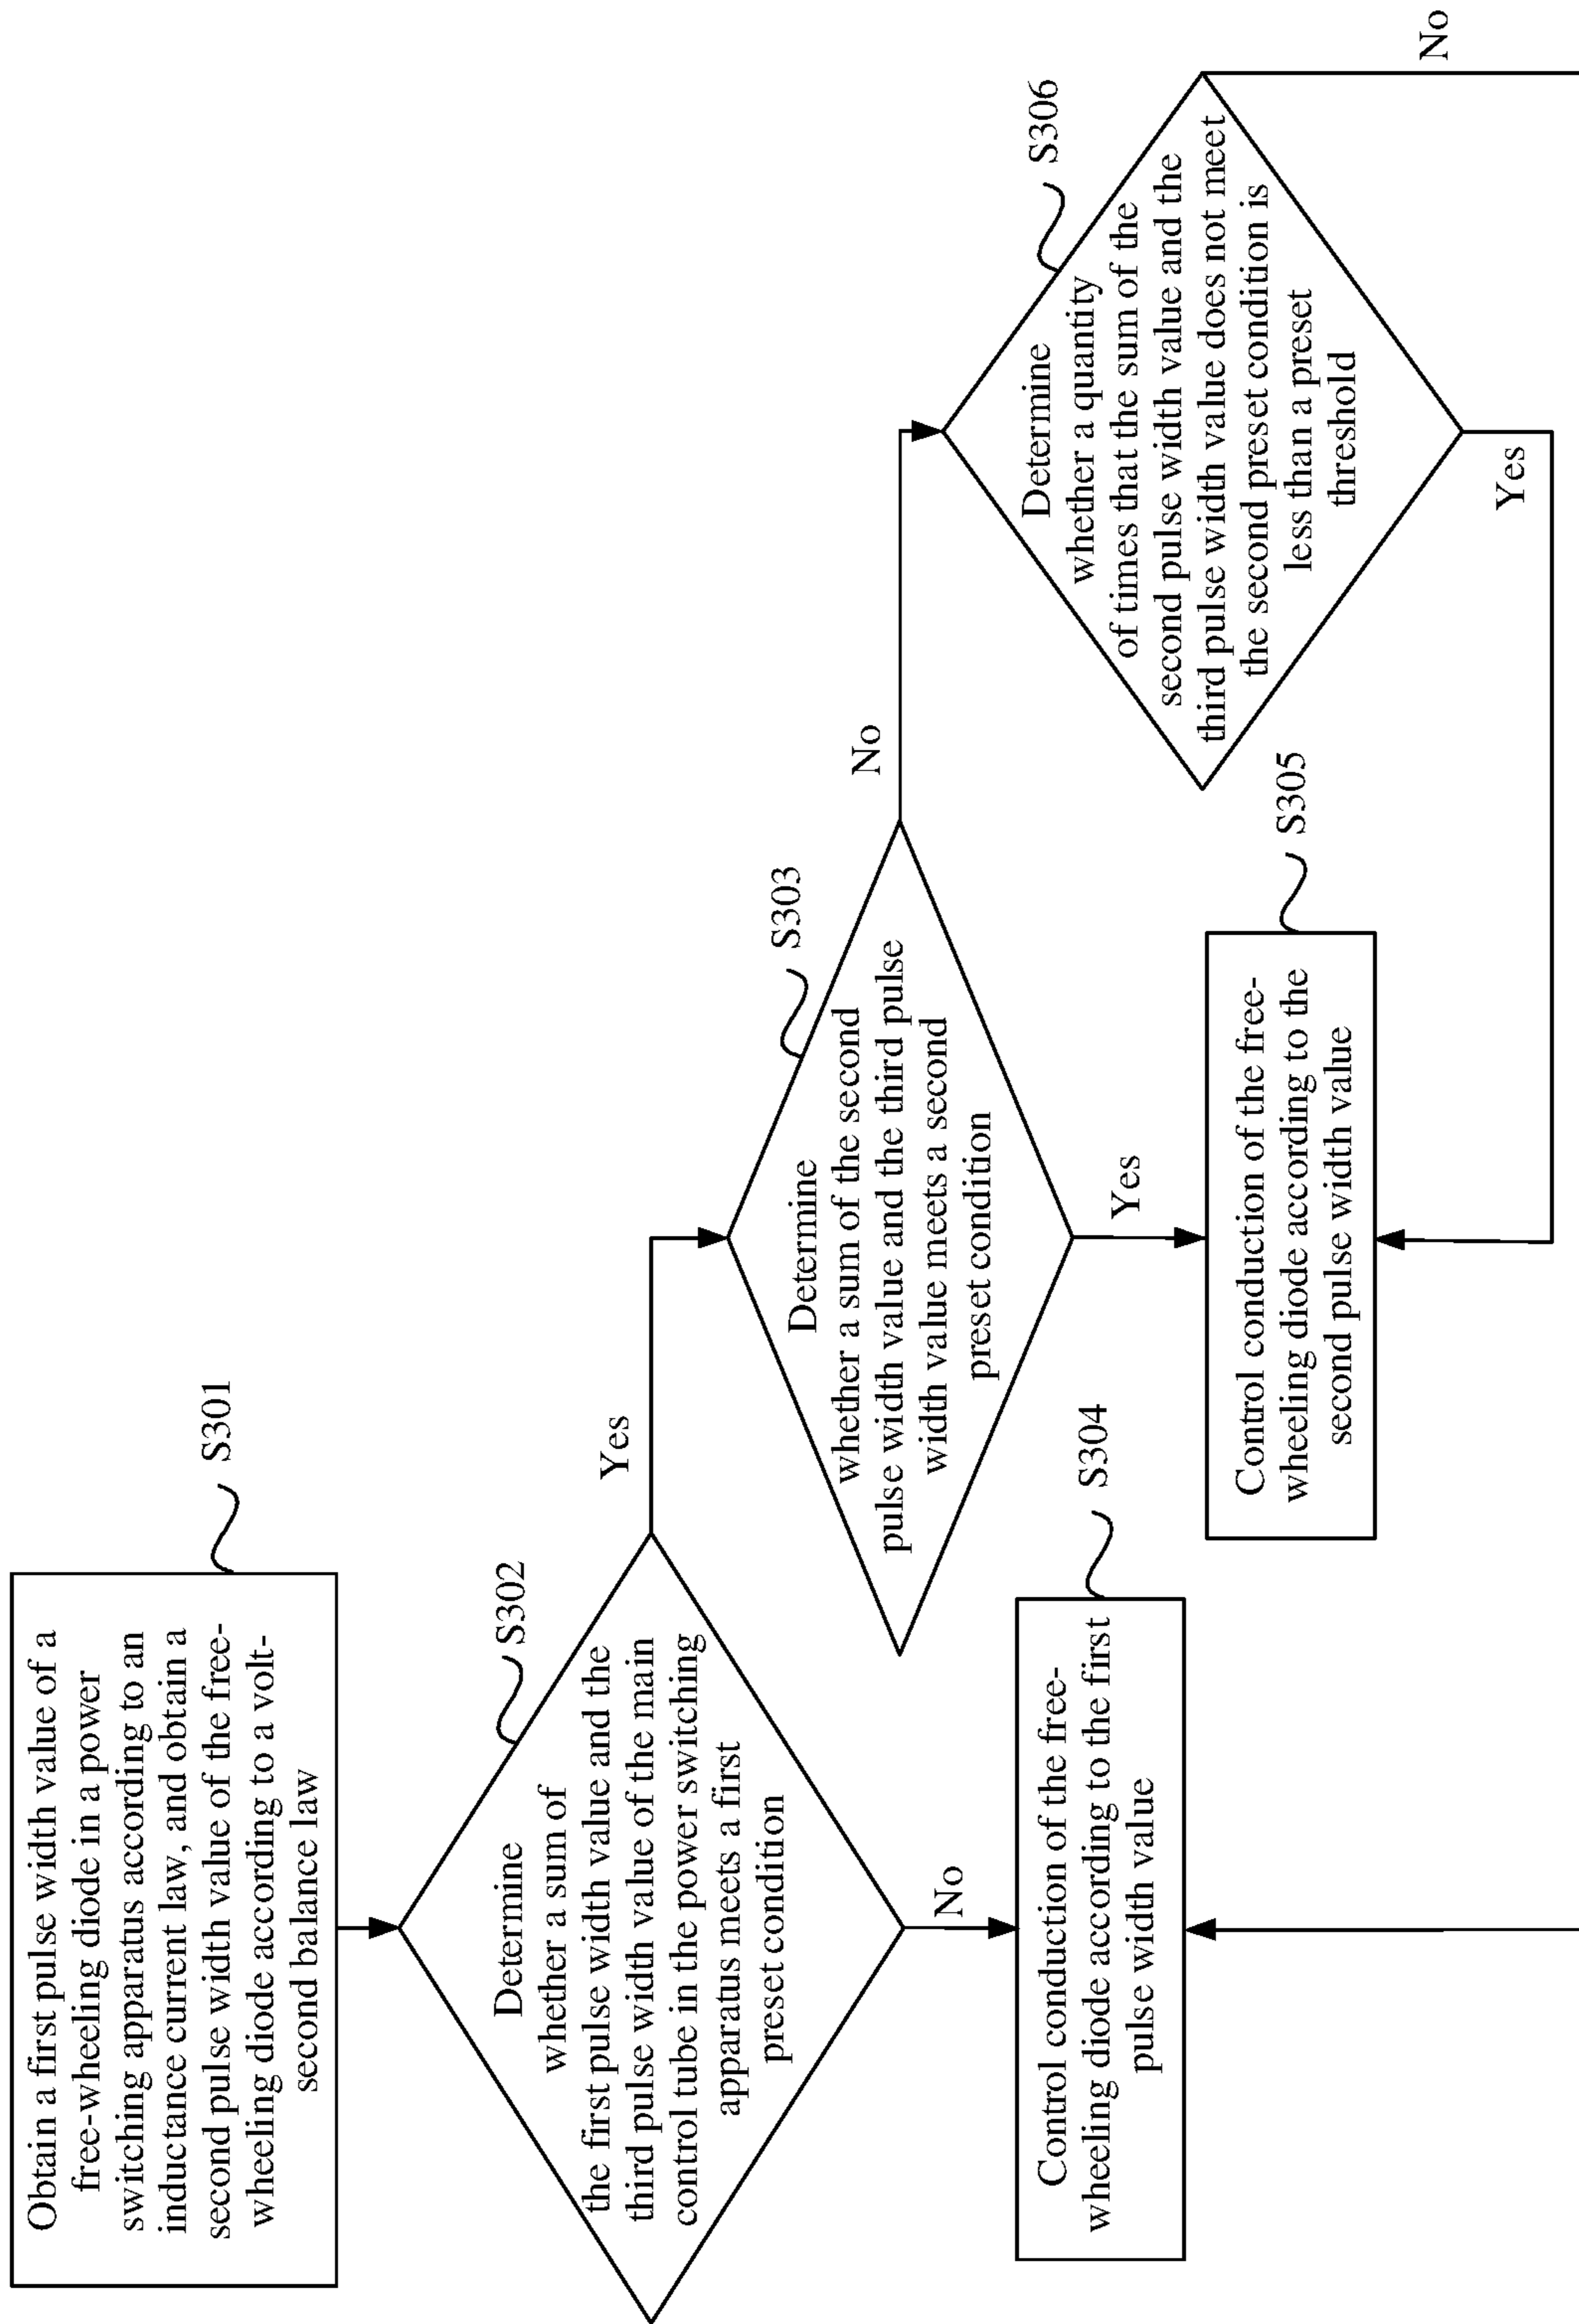 Obtain a first pulse width value of a
free-wheeling diode in a power
switching apparatus according to an
inductance current law, and obtain a
second pulse width value of the free-
wheeling diode according to a volt-
second balance law
S301
Determine
whether a sum of
the first pulse width value and the
third pulse width value of the main
control tube in the power switching
apparatus meets a first
preset condition
S302
Yes
No
Determine
whether a sum of the second
pulse width value and the third pulse
width value meets a second
preset condition
S303
No
Yes
Control conduction of the free-
wheeling diode according to the first
pulse width value
S304
Control conduction of the free-
wheeling diode according to the
second pulse width value
S305
Determine
whether a quantity
of times that the sum of the
second pulse width value and the
third pulse width value does not meet
the second preset condition is
less than a preset
threshold
S306
Yes
No